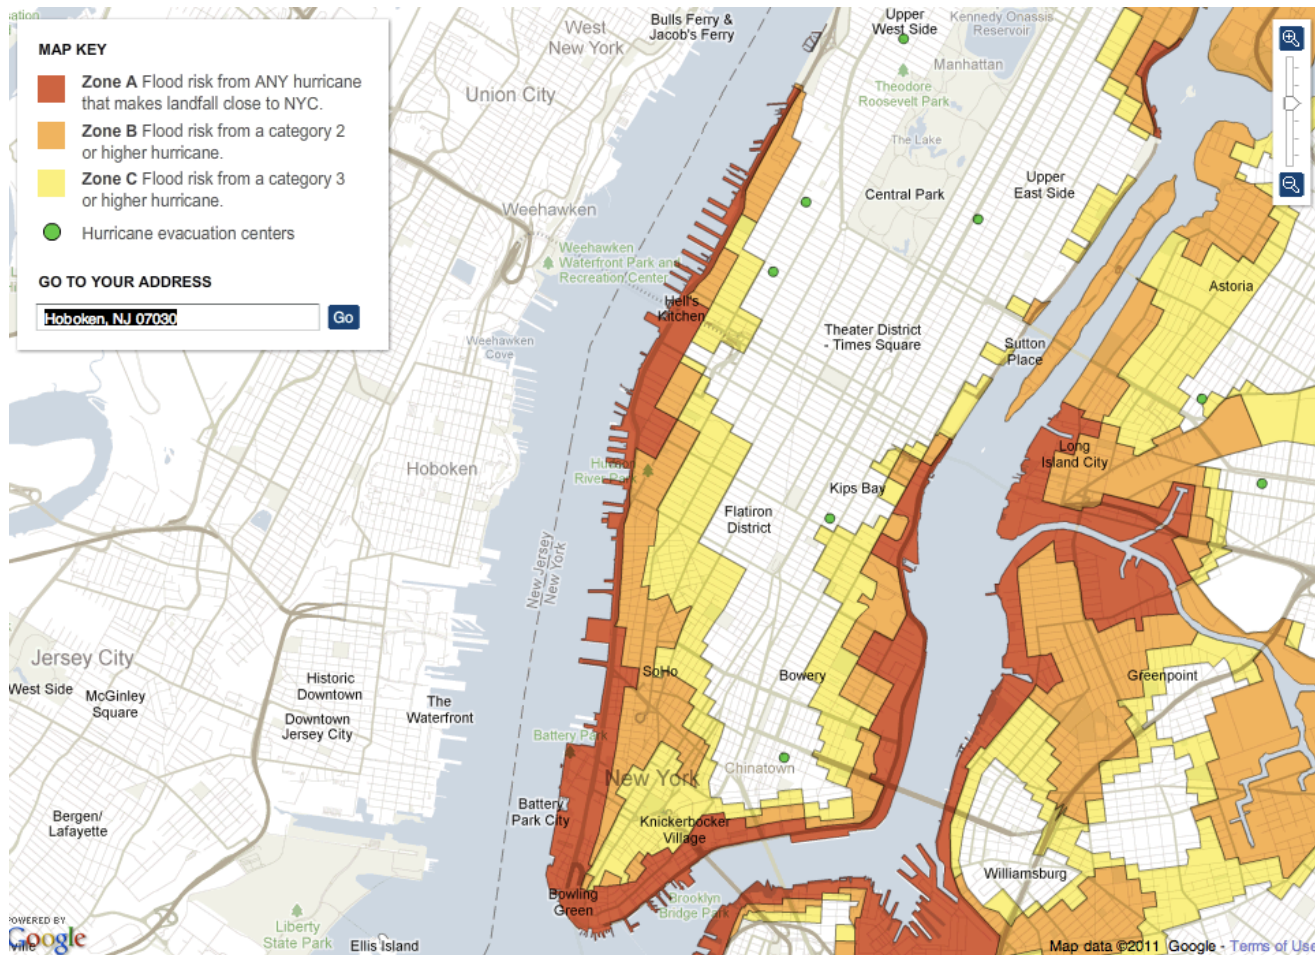 MAP KEY
Zone A Flood risk from ANY hurricane
that makes landfall close to NYC.
Zone B Flood risk from a category 2
or higher hurricane.
Zone C Flood risk from a category 3
or higher hurricane.
Hurricane evacuation centers
GO TO YOUR ADDRESS
Hoboken, NJ 07030
Go
West
New York
Bulls Ferry &
Jacob's Ferry
Upper
West Side
Kennedy Onassis
Reservoir
Manhattan
Theodore
Roosevelt Park
Union City
The Lake
Central Park
Upper
East Side
Weehawken
Weehawken
Waterfront Park and
Recreation Center
Astoria
Hell's
Kitchen
Theater District
- Times Square
Sutton
Place
Weehawken
Cove
Hoboken
Hudson
River Park
Long
Island City
Kips Bay
Flatiron
District
New Jersey
New York
Jersey City
West Side
McGinley
Square
Historic
Downtown
Downtown
Jersey City
The
Waterfront
SoHo
Bowery
Greenpoint
Battery Park
New York
Chinatown
Battery
Park City
Knickerbocker
Village
Bergen/
Lafayette
Bowling
Green
Brooklyn
Bridge Park
Williamsburg
Liberty
State Park
Ellis Island
POWERED BY
Google
ville
Map data ©2011 Google - Terms of Use